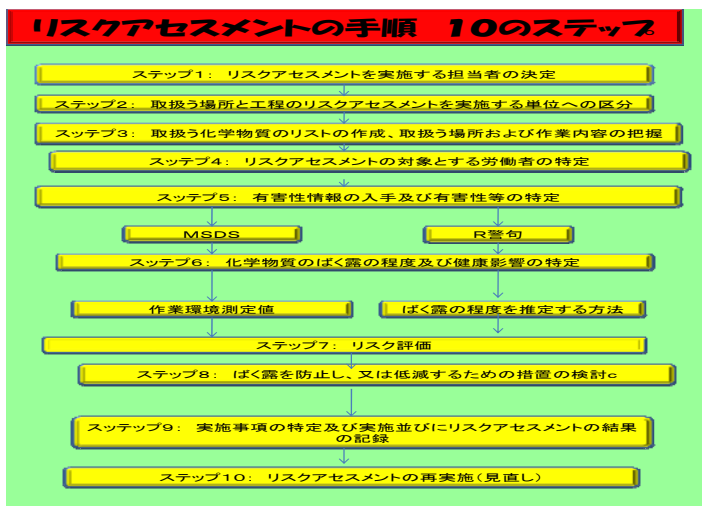 リスクアセスメントの手順　10のステップ
ステップ1：　リスクアセスメントを実施する担当者の決定
ステップ2：　取扱う場所と工程のリスクアセスメントを実施する単位への区分
スッテプ3：　取扱う化学物質のリストの作成、取扱う場所および作業内容の把握
スッテプ4：　リスクアセスメントの対象とする労働者の特定
スッテプ5：　有害性情報の入手及び有害性等の特定
MSDS
R警句
スッテプ6：　化学物質のばく露の程度及び健康影響の特定
作業環境測定値
ばく露の程度を推定する方法
ステップ7：　リスク評価
ステップ8：　ばく露を防止し、又は低減するための措置の検討c
スッテップ9：　実施事項の特定及び実施並びにリスクアセスメントの結果
の記録
ステップ10：　リスクアセスメントの再実施（見直し）